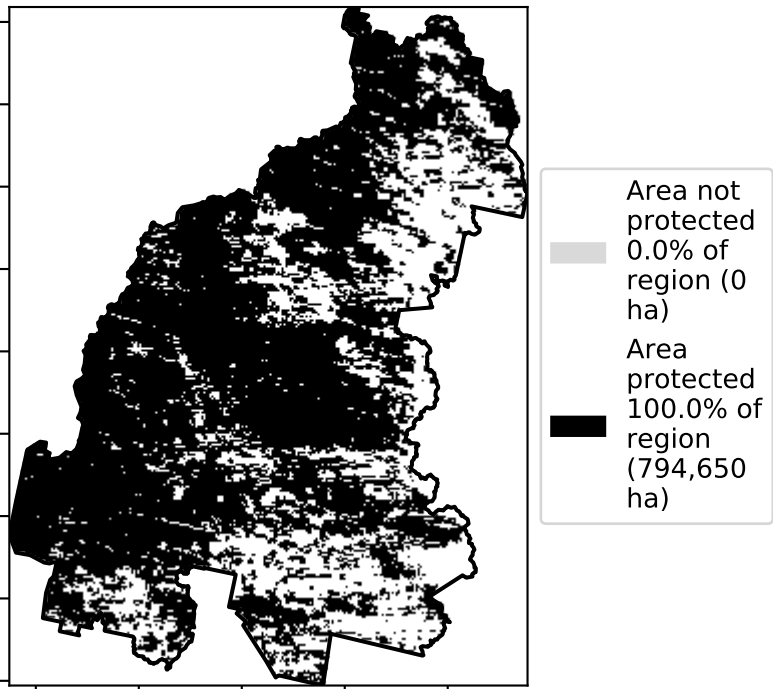 Area not
protected
0.0% of
region (0
ha)
Area
protected
100.0% of
region
(794,650
ha)